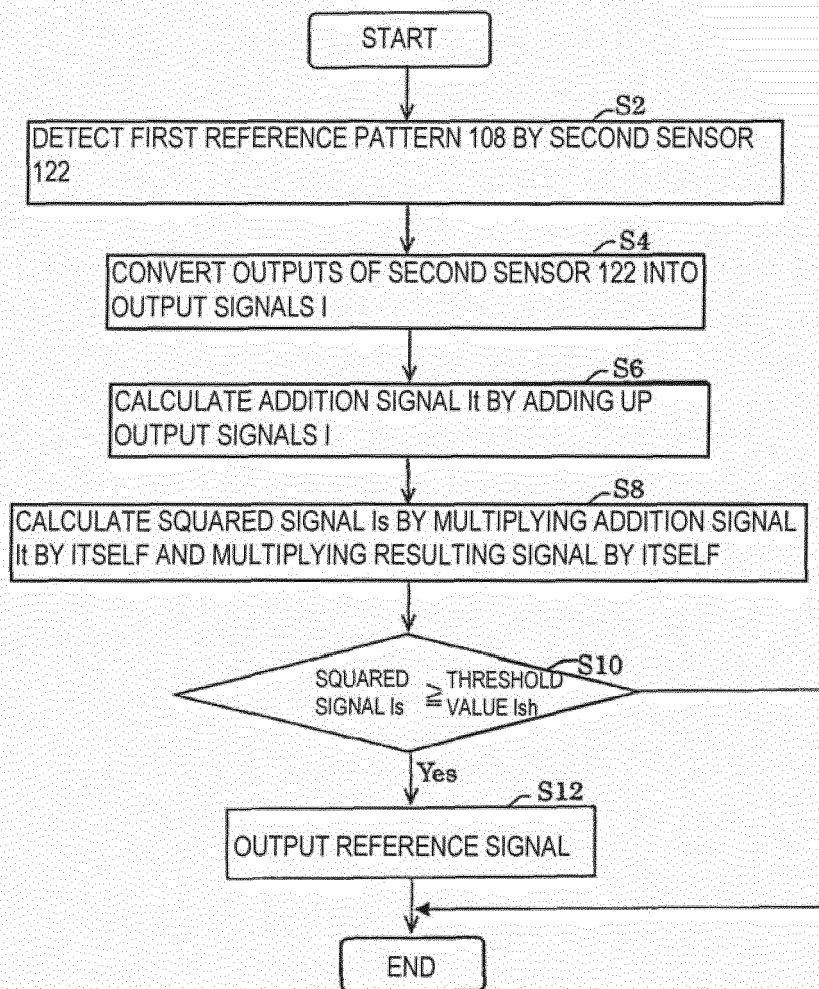 START
S2
DETECT FIRST REFERENCE PATTERN 108 BY SECOND SENSOR
122
S4
CONVERT OUTPUTS OF SECOND SENSOR 122 INTO
OUTPUT SIGNALS I
S6
CALCULATE ADDITION SIGNAL It BY ADDING UP
OUTPUT SIGNALS I
S8
CALCULATE SQUARED SIGNAL Is BY MULTIPLYING ADDITION SIGNAL
It BY ITSELF AND MULTIPLYING RESULTING SIGNAL BY ITSELF
S10
SQUARED ≧ THRESHOLD
SIGNAL Is VALUE Ish
Yes
S12
OUTPUT REFERENCE SIGNAL
END